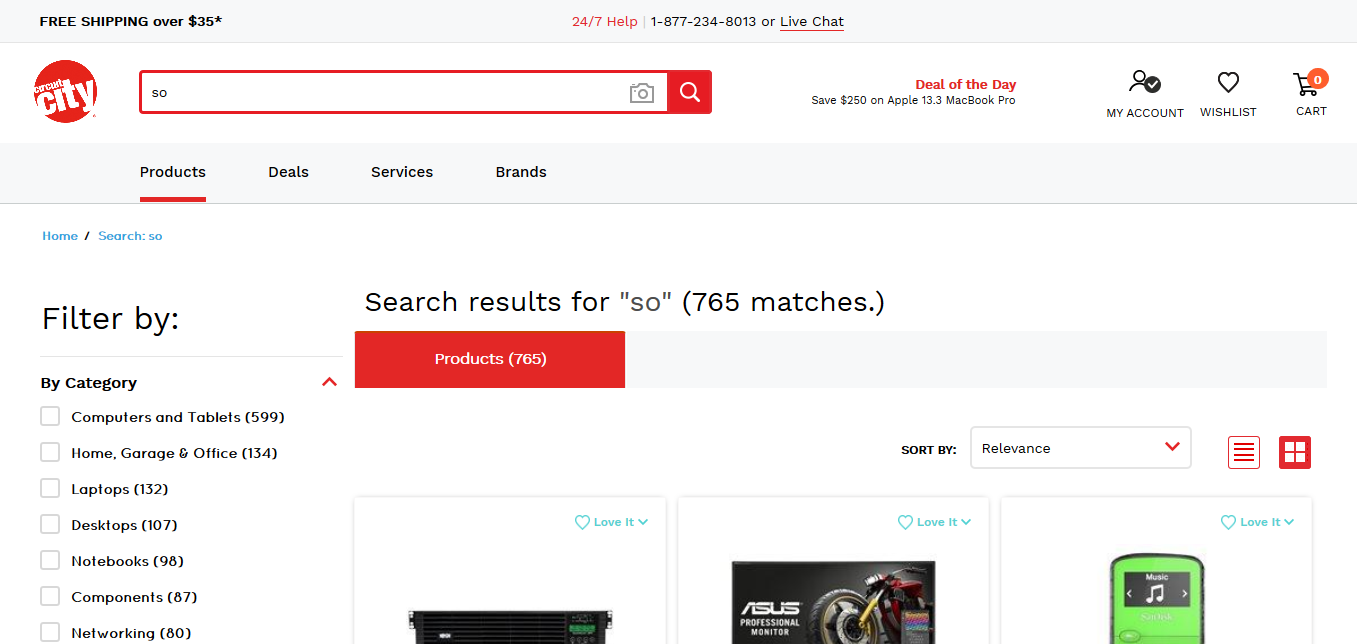 FREE SHIPPING over $35*
24/7 Help | 1-877-234-8013 or Live Chat
circuit
city
so
Deal of the Day
Save $250 on Apple 13.3 MacBook Pro
MY ACCOUNT
WISHLIST
0
CART
Products
Deals
Services
Brands
Home / Search: so
Filter by:
Search results for "so" (765 matches.)
Products (765)
By Category
Computers and Tablets (599)
Home, Garage & Office (134)
Laptops (132)
Desktops (107)
Notebooks (98)
Components (87)
Networking (80)
SORT BY:
Relevance
Love It
Love It
Love It
ASUS
PROFESSIONAL
MONITOR
Music
SanDisk